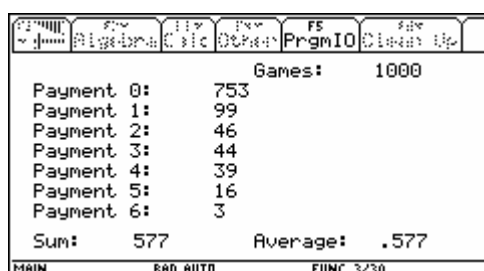 Algebra Calc Other F5 PrgmIO Clean Up
Games: 1000
Payment 0: 753
Payment 1: 99
Payment 2: 46
Payment 3: 44
Payment 4: 39
Payment 5: 16
Payment 6: 3
Sum: 577 Average: .577
MAIN RAD AUTO FUNC 3/30